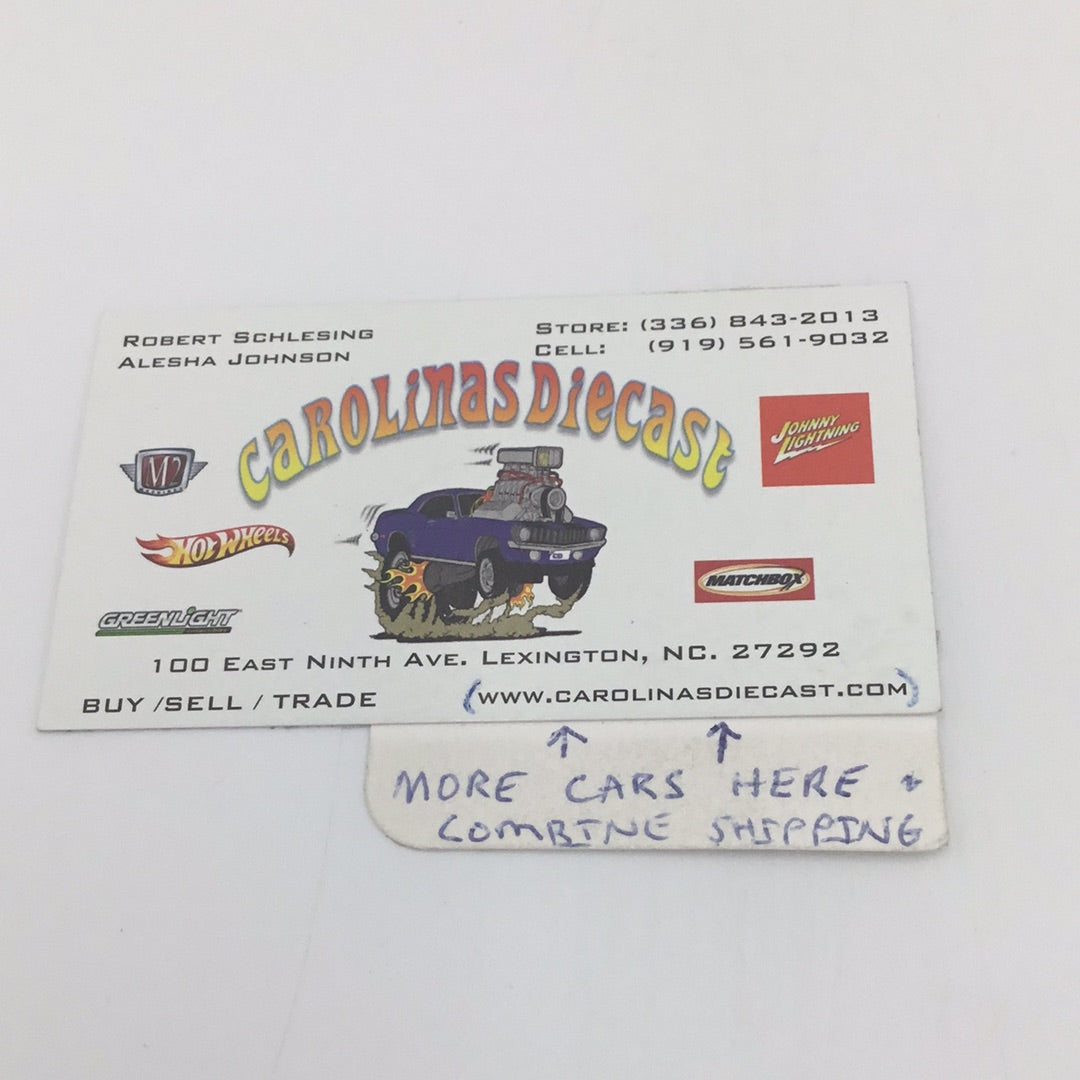 Robert Schlesing
Alesha Johnson
Store: (336) 843-2013
Cell: (919) 561-9032
Carolinas Diecast
M2
Johnny Lightning
Hot Wheels
Matchbox
GREENLIGHT
100 East Ninth Ave. Lexington, NC. 27292
BUY /SELL / TRADE
(www.carolinasdiecast.com)
MORE CARS HERE +
COMBINE SHIPPING